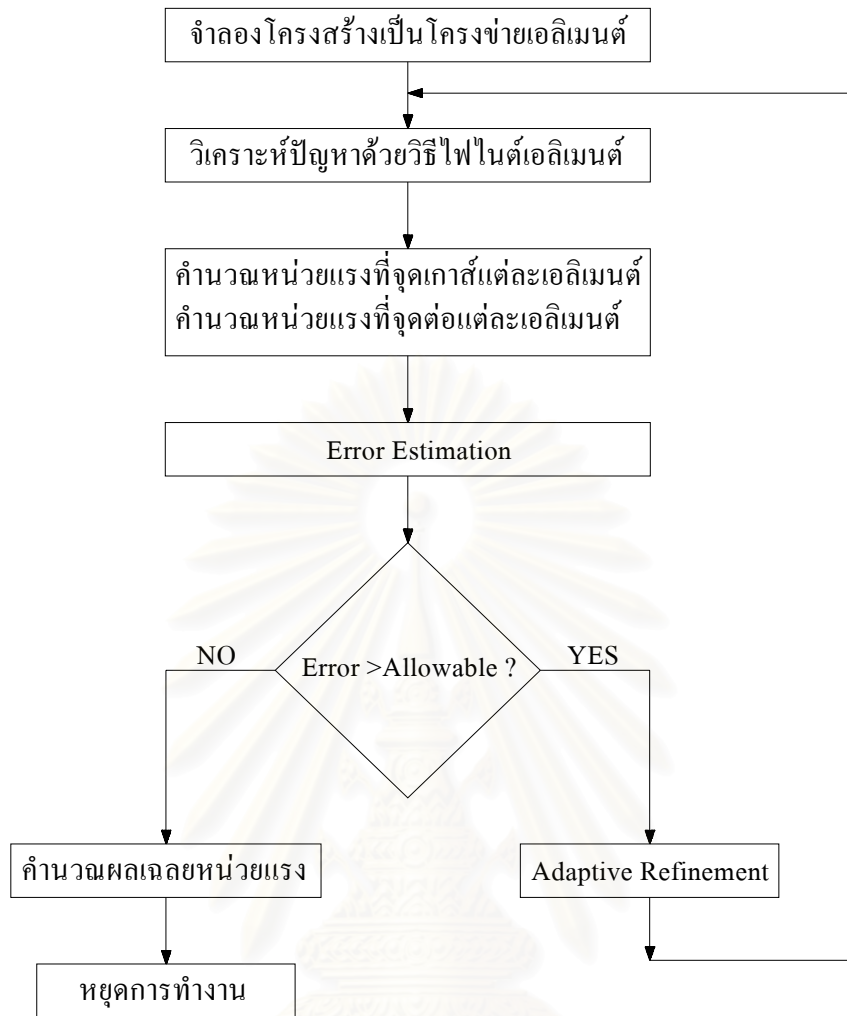 จำลองโครงสร้างเป็นโครงข่ายเอลิเมนต์
วิเคราะห์ปัญหาด้วยวิธีไฟไนต์เอลิเมนต์
คำนวณหน่วยแรงที่จุดเกาส์แต่ละเอลิเมนต์
คำนวณหน่วยแรงที่จุดต่อแต่ละเอลิเมนต์
Error Estimation
NO
Error >Allowable ?
YES
คำนวณผลเฉลยหน่วยแรง
Adaptive Refinement
หยุดการทำงาน